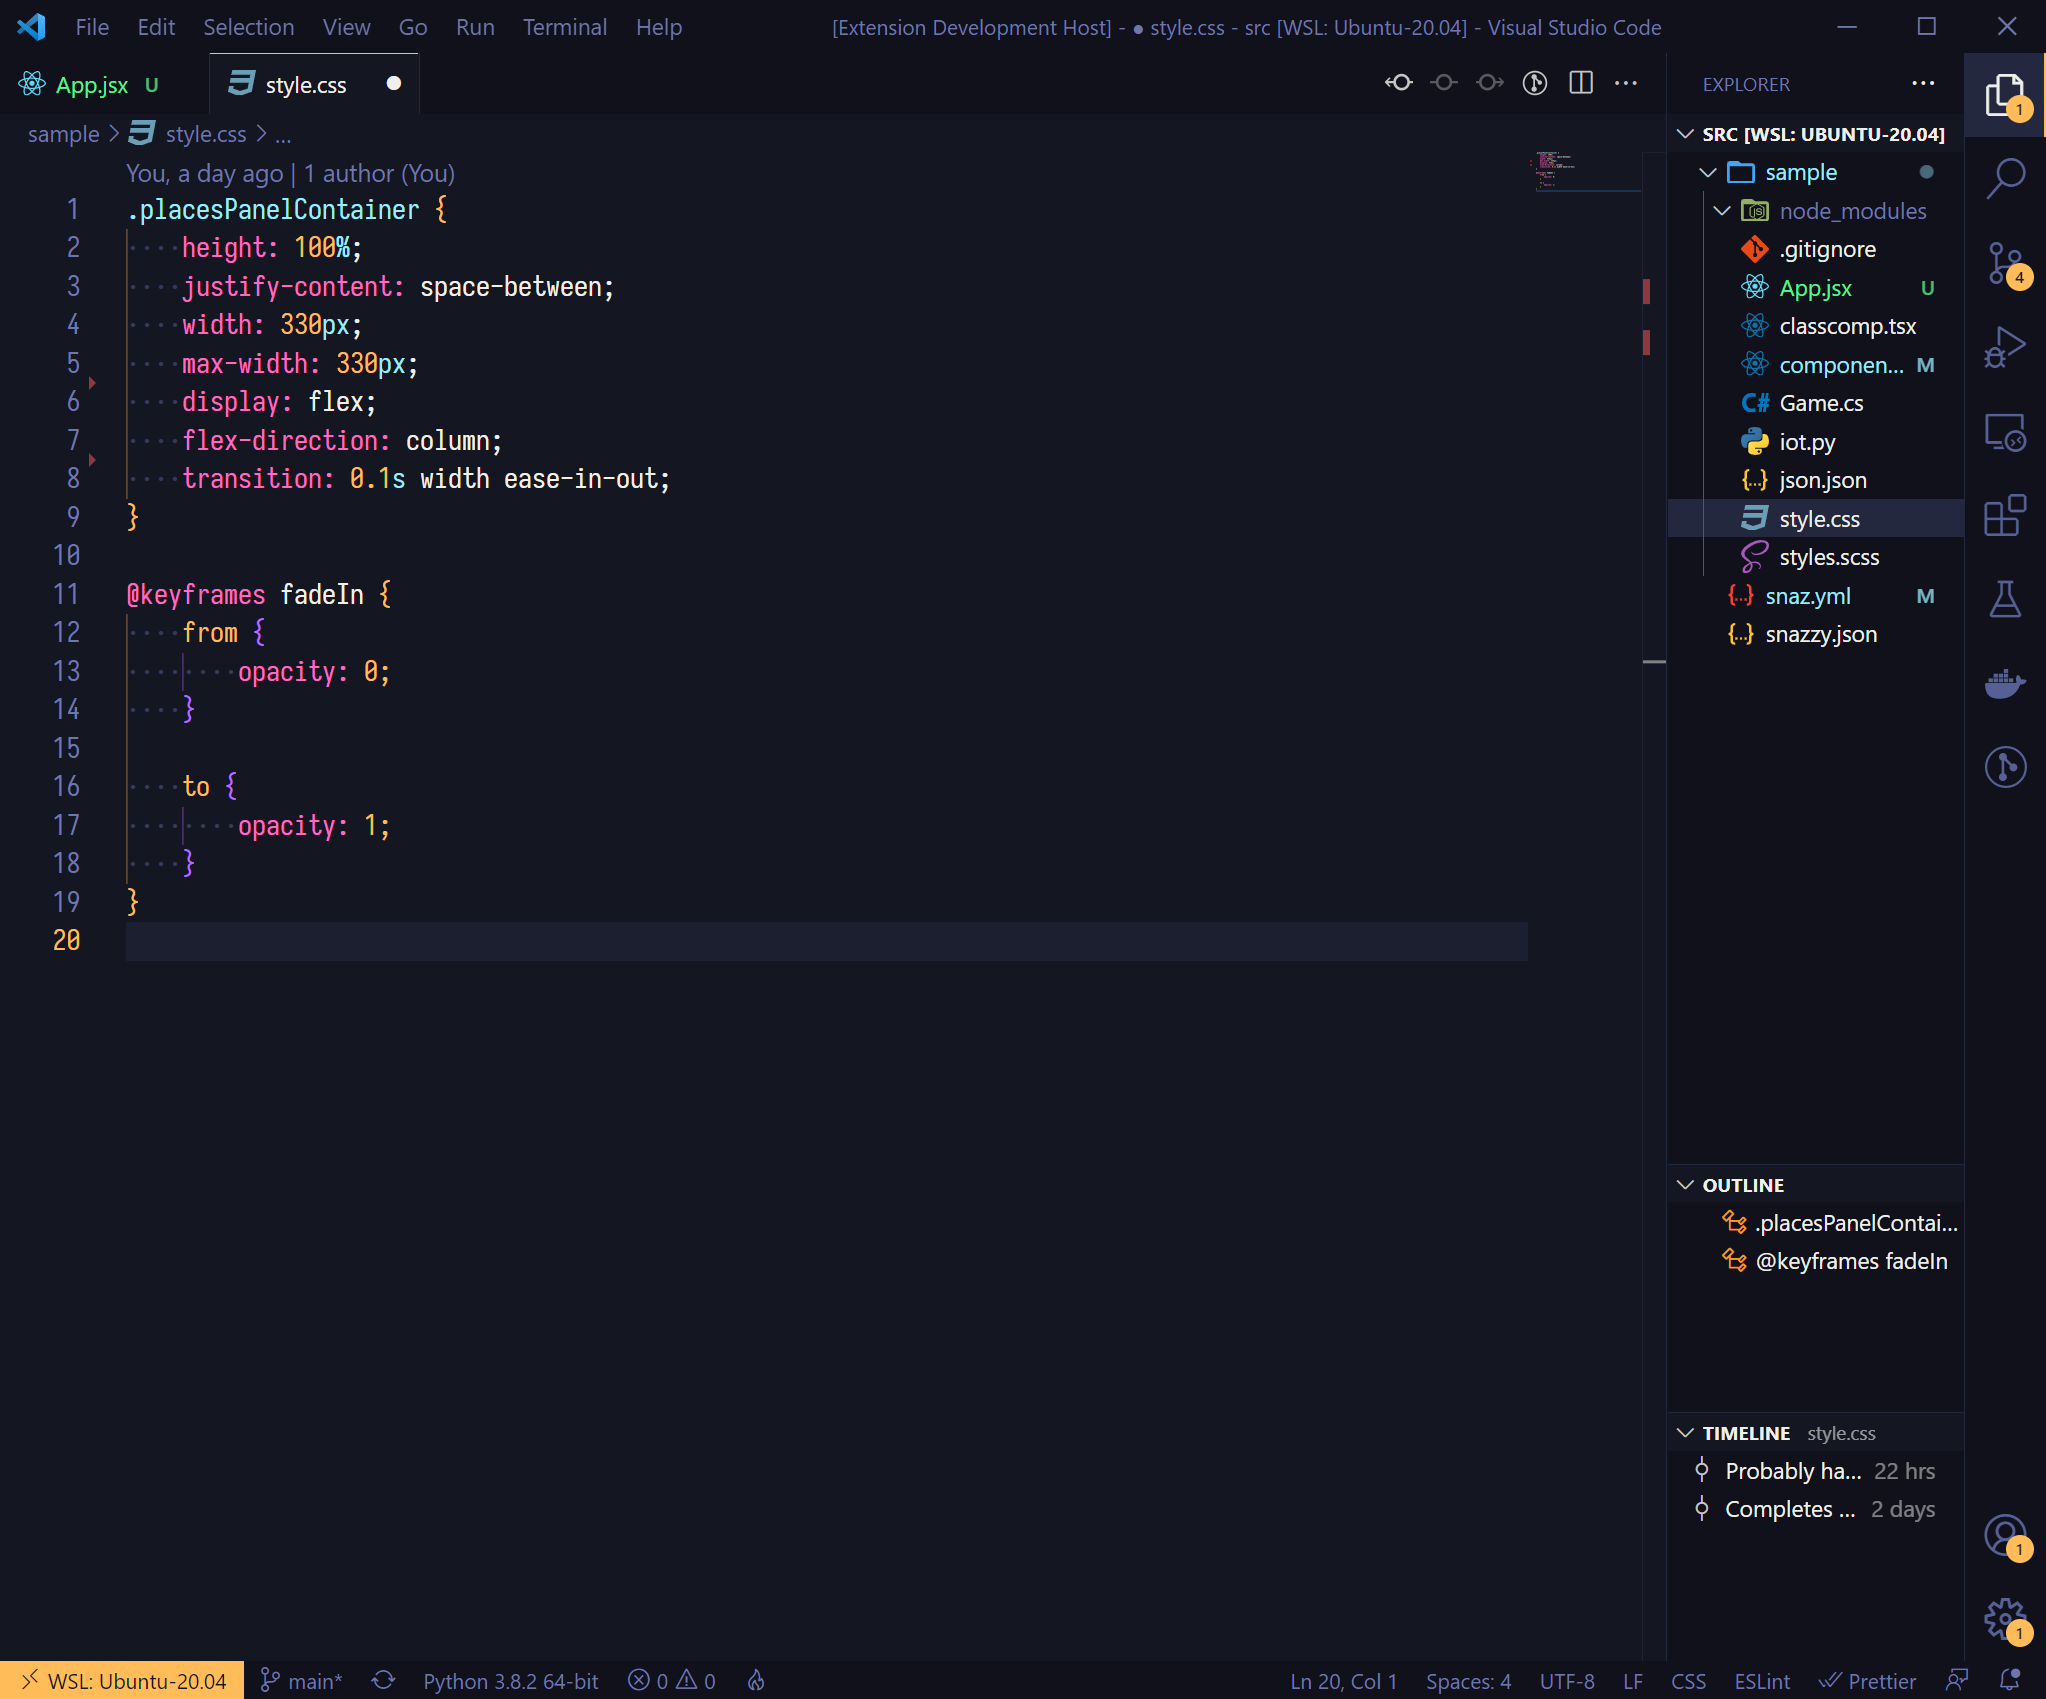 File Edit Selection View Go Run Terminal Help [Extension Development Host] - ● style.css - src [WSL: Ubuntu-20.04] - Visual Studio Code
App.jsx U style.css ●
sample > style.css > ...
You, a day ago | 1 author (You)
1 .placesPanelContainer {
2 ····height: 100%;
3 ····justify-content: space-between;
4 ····width: 330px;
5 ····max-width: 330px;
6 ····display: flex;
7 ····flex-direction: column;
8 ····transition: 0.1s width ease-in-out;
9 }
10
11 @keyframes fadeIn {
12 ····from {
13 ········opacity: 0;
14 ····}
15
16 ····to {
17 ········opacity: 1;
18 ····}
19 }
20
EXPLORER ···
SRC [WSL: UBUNTU-20.04]
sample
node_modules
.gitignore
App.jsx U
classcomp.tsx
componen... M
C# Game.cs
iot.py
{...} json.json
style.css
styles.scss
{...} snaz.yml M
{...} snazzy.json
OUTLINE
.placesPanelContai...
@keyframes fadeIn
TIMELINE style.css
Probably ha... 22 hrs
Completes ... 2 days
1
4
1
1
WSL: Ubuntu-20.04 main* Python 3.8.2 64-bit 0 0 Ln 20, Col 1 Spaces: 4 UTF-8 LF CSS ESLint Prettier